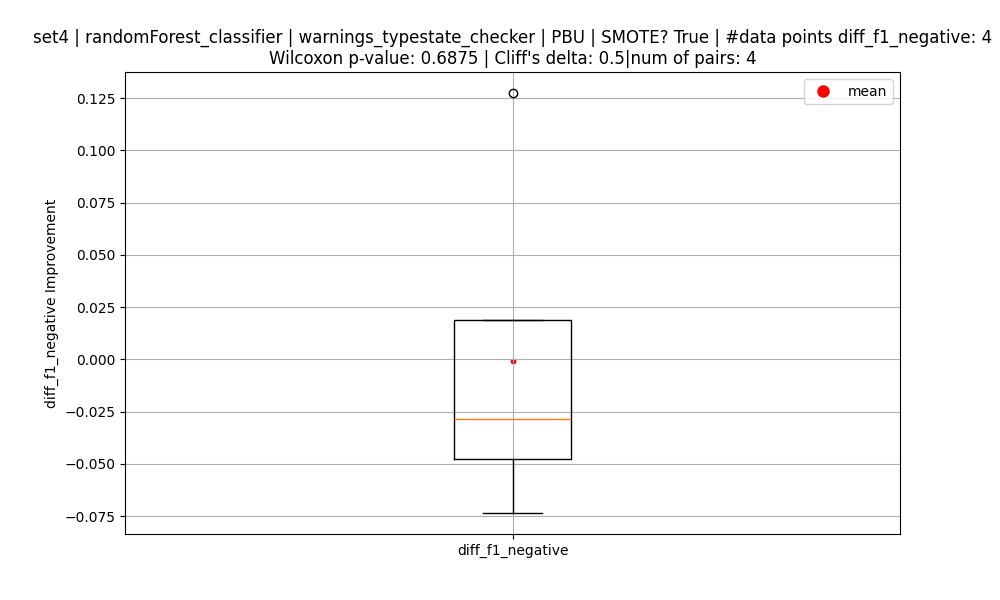 set4 | randomForest_classifier | warnings_typestate_checker | PBU | SMOTE? True | #data points diff_f1_negative: 4
Wilcoxon p-value: 0.6875 | Cliff's delta: 0.5|num of pairs: 4
mean
0.125
0.100
0.075
0.050
0.025
0.000
−0.025
−0.050
−0.075
diff_f1_negative Improvement
diff_f1_negative